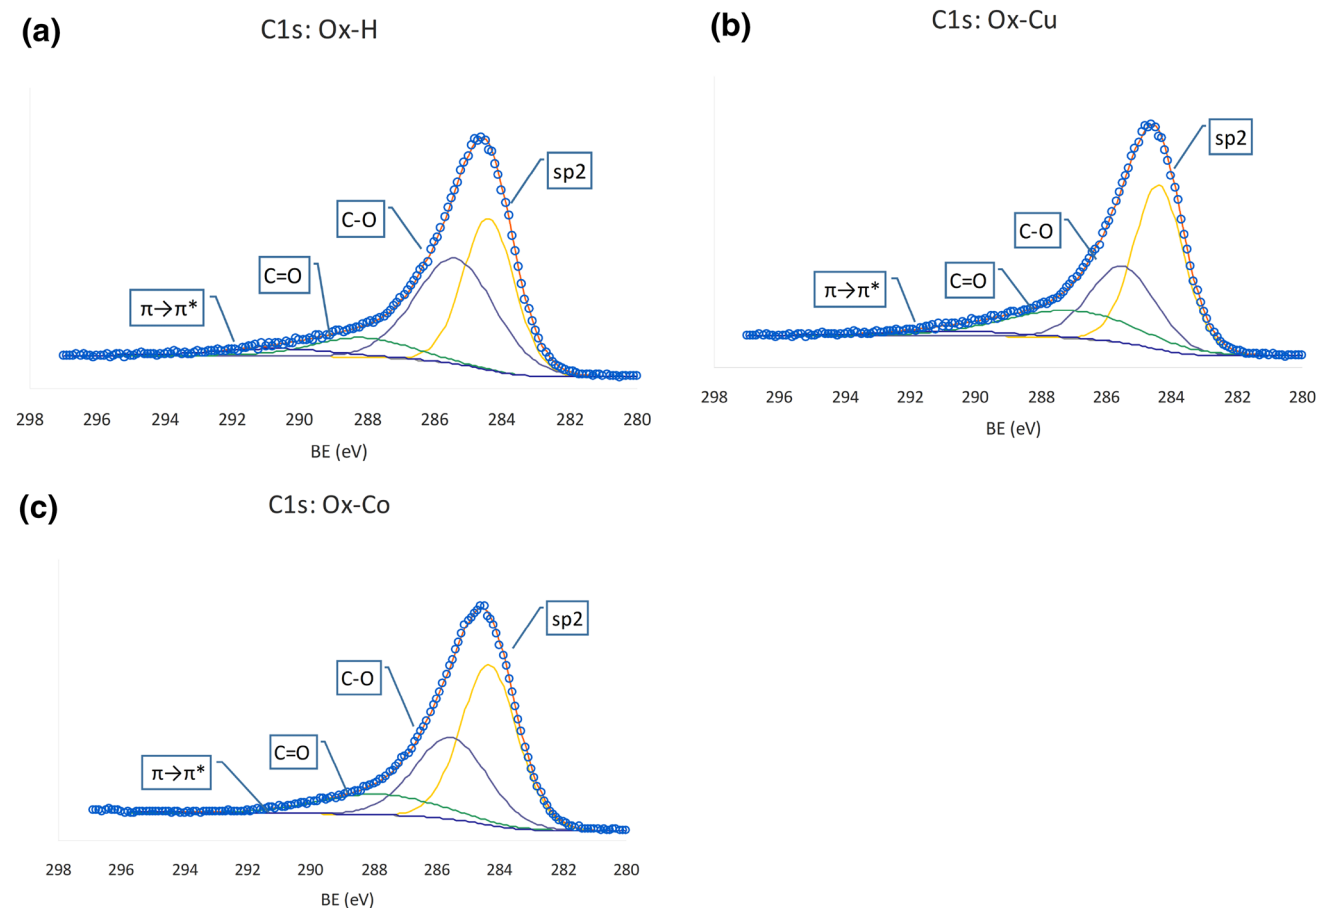 (a)
C1s: Ox-H
sp2
C-O
C=O
π→π*
298 296 294 292 290 288 286 284 282 280
BE (eV)
(b)
C1s: Ox-Cu
sp2
C-O
C=O
π→π*
298 296 294 292 290 288 286 284 282 280
BE (eV)
(c)
C1s: Ox-Co
sp2
C-O
C=O
π→π*
298 296 294 292 290 288 286 284 282 280
BE (eV)